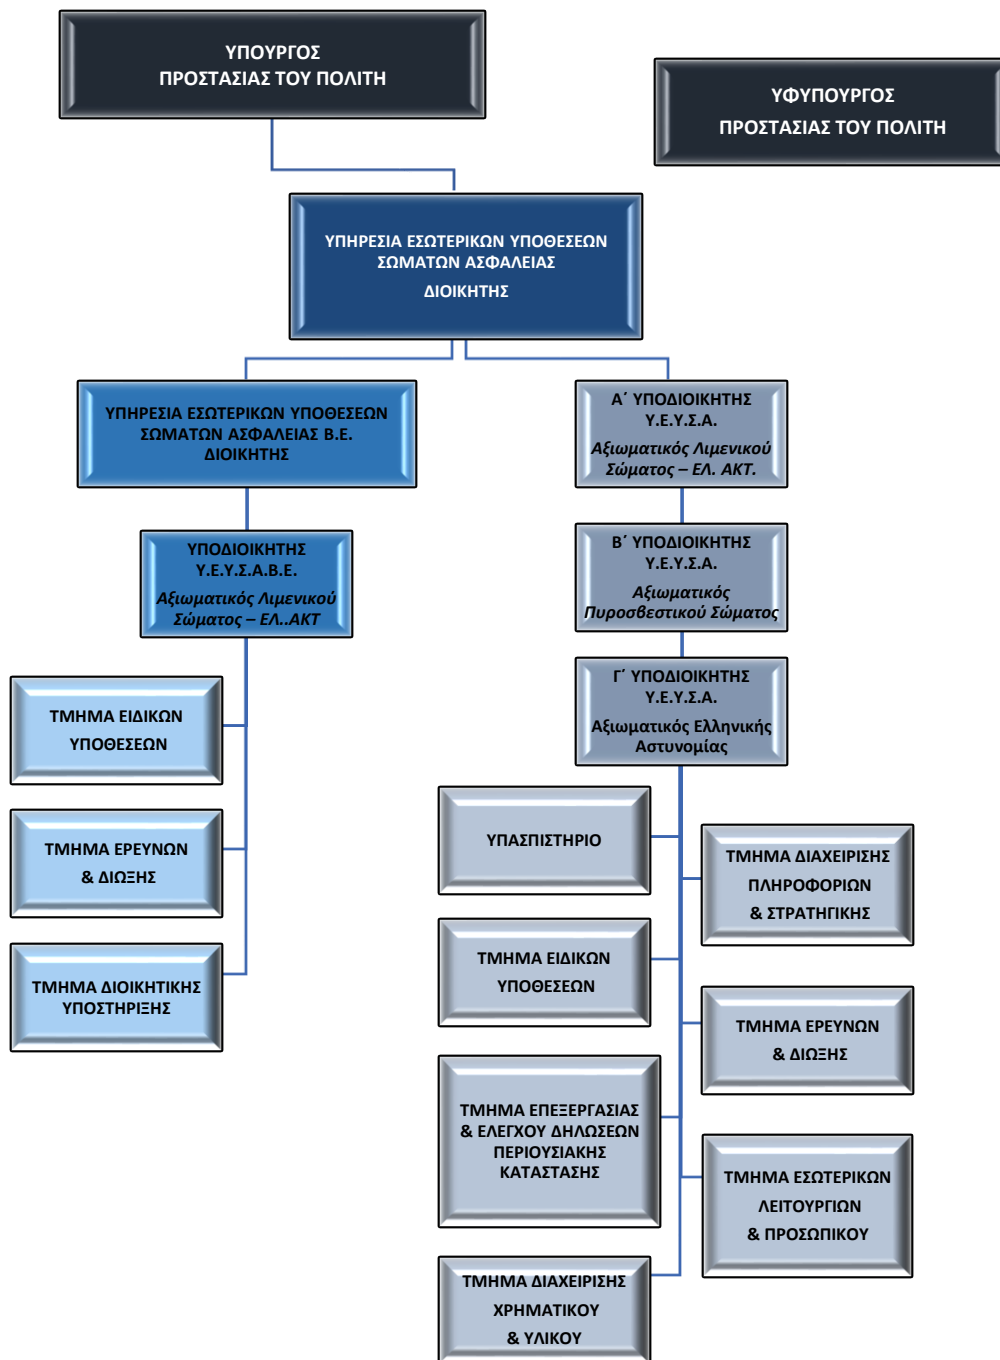 ΥΠΟΥΡΓΟΣ
ΠΡΟΣΤΑΣΙΑΣ ΤΟΥ ΠΟΛΙΤΗ
ΥΦΥΠΟΥΡΓΟΣ
ΠΡΟΣΤΑΣΙΑΣ ΤΟΥ ΠΟΛΙΤΗ
ΥΠΗΡΕΣΙΑ ΕΣΩΤΕΡΙΚΩΝ ΥΠΟΘΕΣΕΩΝ
ΣΩΜΑΤΩΝ ΑΣΦΑΛΕΙΑΣ
ΔΙΟΙΚΗΤΗΣ
ΥΠΗΡΕΣΙΑ ΕΣΩΤΕΡΙΚΩΝ ΥΠΟΘΕΣΕΩΝ
ΣΩΜΑΤΩΝ ΑΣΦΑΛΕΙΑΣ Β.Ε.
ΔΙΟΙΚΗΤΗΣ
ΥΠΟΔΙΟΙΚΗΤΗΣ
Υ.Ε.Υ.Σ.Α.Β.Ε.
Αξιωματικός Λιμενικού
Σώματος – ΕΛ..ΑΚΤ
ΤΜΗΜΑ ΕΙΔΙΚΩΝ
ΥΠΟΘΕΣΕΩΝ
ΤΜΗΜΑ ΕΡΕΥΝΩΝ
& ΔΙΩΞΗΣ
ΤΜΗΜΑ ΔΙΟΙΚΗΤΙΚΗΣ
ΥΠΟΣΤΗΡΙΞΗΣ
Α΄ ΥΠΟΔΙΟΙΚΗΤΗΣ
Υ.Ε.Υ.Σ.Α.
Αξιωματικός Λιμενικού
Σώματος – ΕΛ. ΑΚΤ.
Β΄ ΥΠΟΔΙΟΙΚΗΤΗΣ
Υ.Ε.Υ.Σ.Α.
Αξιωματικός
Πυροσβεστικού Σώματος
Γ΄ ΥΠΟΔΙΟΙΚΗΤΗΣ
Υ.Ε.Υ.Σ.Α.
Αξιωματικός Ελληνικής
Αστυνομίας
ΥΠΑΣΠΙΣΤΗΡΙΟ
ΤΜΗΜΑ ΔΙΑΧΕΙΡΙΣΗΣ
ΠΛΗΡΟΦΟΡΙΩΝ
& ΣΤΡΑΤΗΓΙΚΗΣ
ΤΜΗΜΑ ΕΙΔΙΚΩΝ
ΥΠΟΘΕΣΕΩΝ
ΤΜΗΜΑ ΕΡΕΥΝΩΝ
& ΔΙΩΞΗΣ
ΤΜΗΜΑ ΕΠΕΞΕΡΓΑΣΙΑΣ
& ΕΛΕΓΧΟΥ ΔΗΛΩΣΕΩΝ
ΠΕΡΙΟΥΣΙΑΚΗΣ
ΚΑΤΑΣΤΑΣΗΣ
ΤΜΗΜΑ ΕΣΩΤΕΡΙΚΩΝ
ΛΕΙΤΟΥΡΓΙΩΝ
& ΠΡΟΣΩΠΙΚΟΥ
ΤΜΗΜΑ ΔΙΑΧΕΙΡΙΣΗΣ
ΧΡΗΜΑΤΙΚΟΥ
& ΥΛΙΚΟΥ